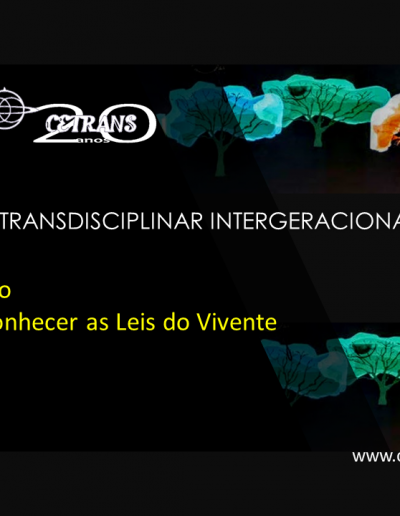 CETRANS
20
anos
TRANSDISCIPLINAR INTERGERACIONA
o
onhecer as Leis do Vivente
www.c